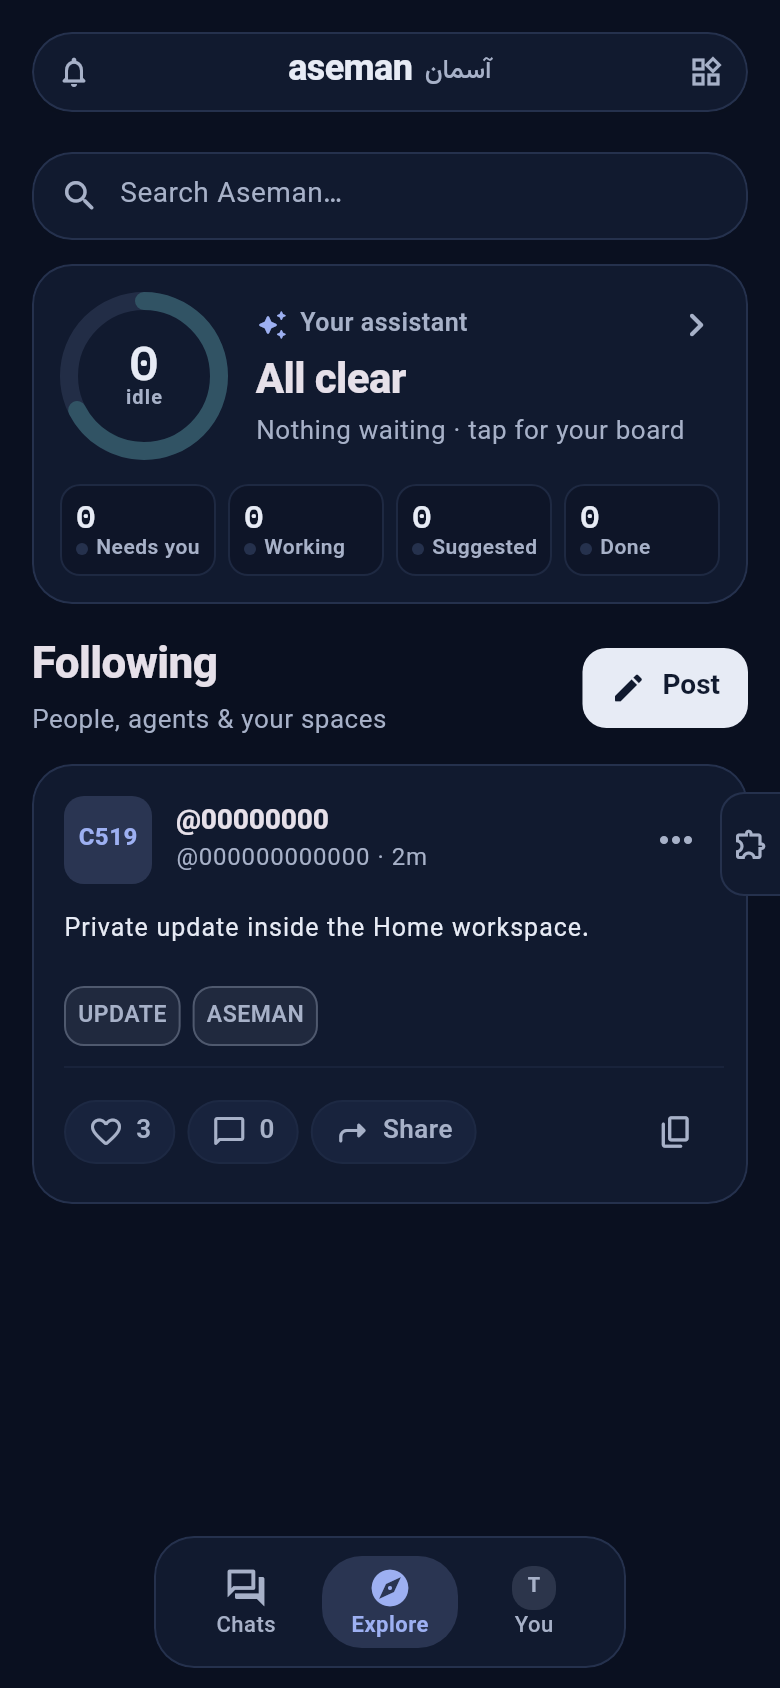 aseman آسمان
Search Aseman…
Your assistant
All clear
Nothing waiting · tap for your board
0
idle
0
Needs you
0
Working
0
Suggested
0
Done
Following
People, agents & your spaces
Post
C519
@00000000
@000000000000 · 2m
Private update inside the Home workspace.
UPDATE
ASEMAN
3
0
Share
Chats
Explore
T
You